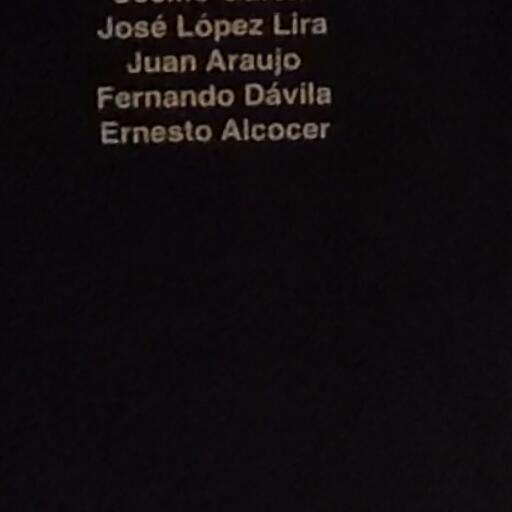 José López Lira
Juan Araujo
Fernando Dávila
Ernesto Alcocer